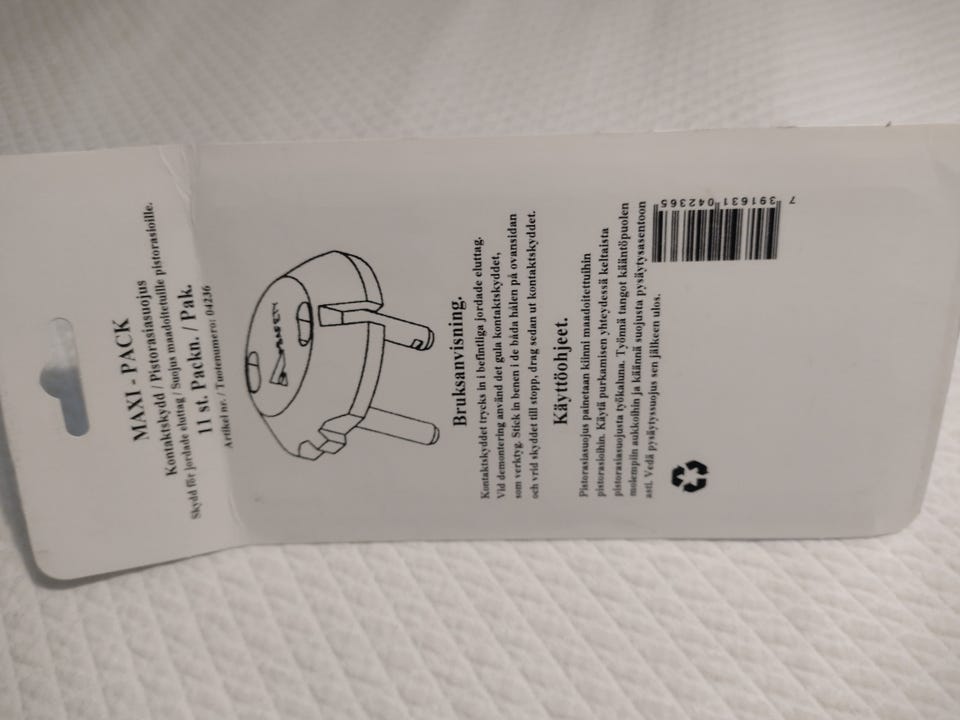 MAXI - PACK
Kontaktskydd / Pistorasiasuojus
Skydd för jordade eluttag / Suojus maadoitetuille pistorasioille.
11 st. Packn. / Pak.
Artikel nr. / Tuotenumero: 04236
Bruksanvisning.
Kontaktskyddet trycks in i befintliga jordade eluttag.
Vid demontering använd det gula kontaktskyddet,
som verktyg. Stick in benen i de båda hålen på ovansidan
och vrid skyddet till stopp, drag sedan ut kontaktskyddet.
Käyttöohjeet.
Pistorasiasuojus painetaan kiinni maadoitettuihin
pistorasioihin. Käytä purkamisen yhteydessä keltaista
pistorasiasuojusta työkaluna. Työnnä tangot kääntöpuolen
molempiin aukkoihin ja käännä suojusta pysäytysasentoon
asti. Vedä pysäytyssuojus sen jälkeen ulos.
7 391631 042365